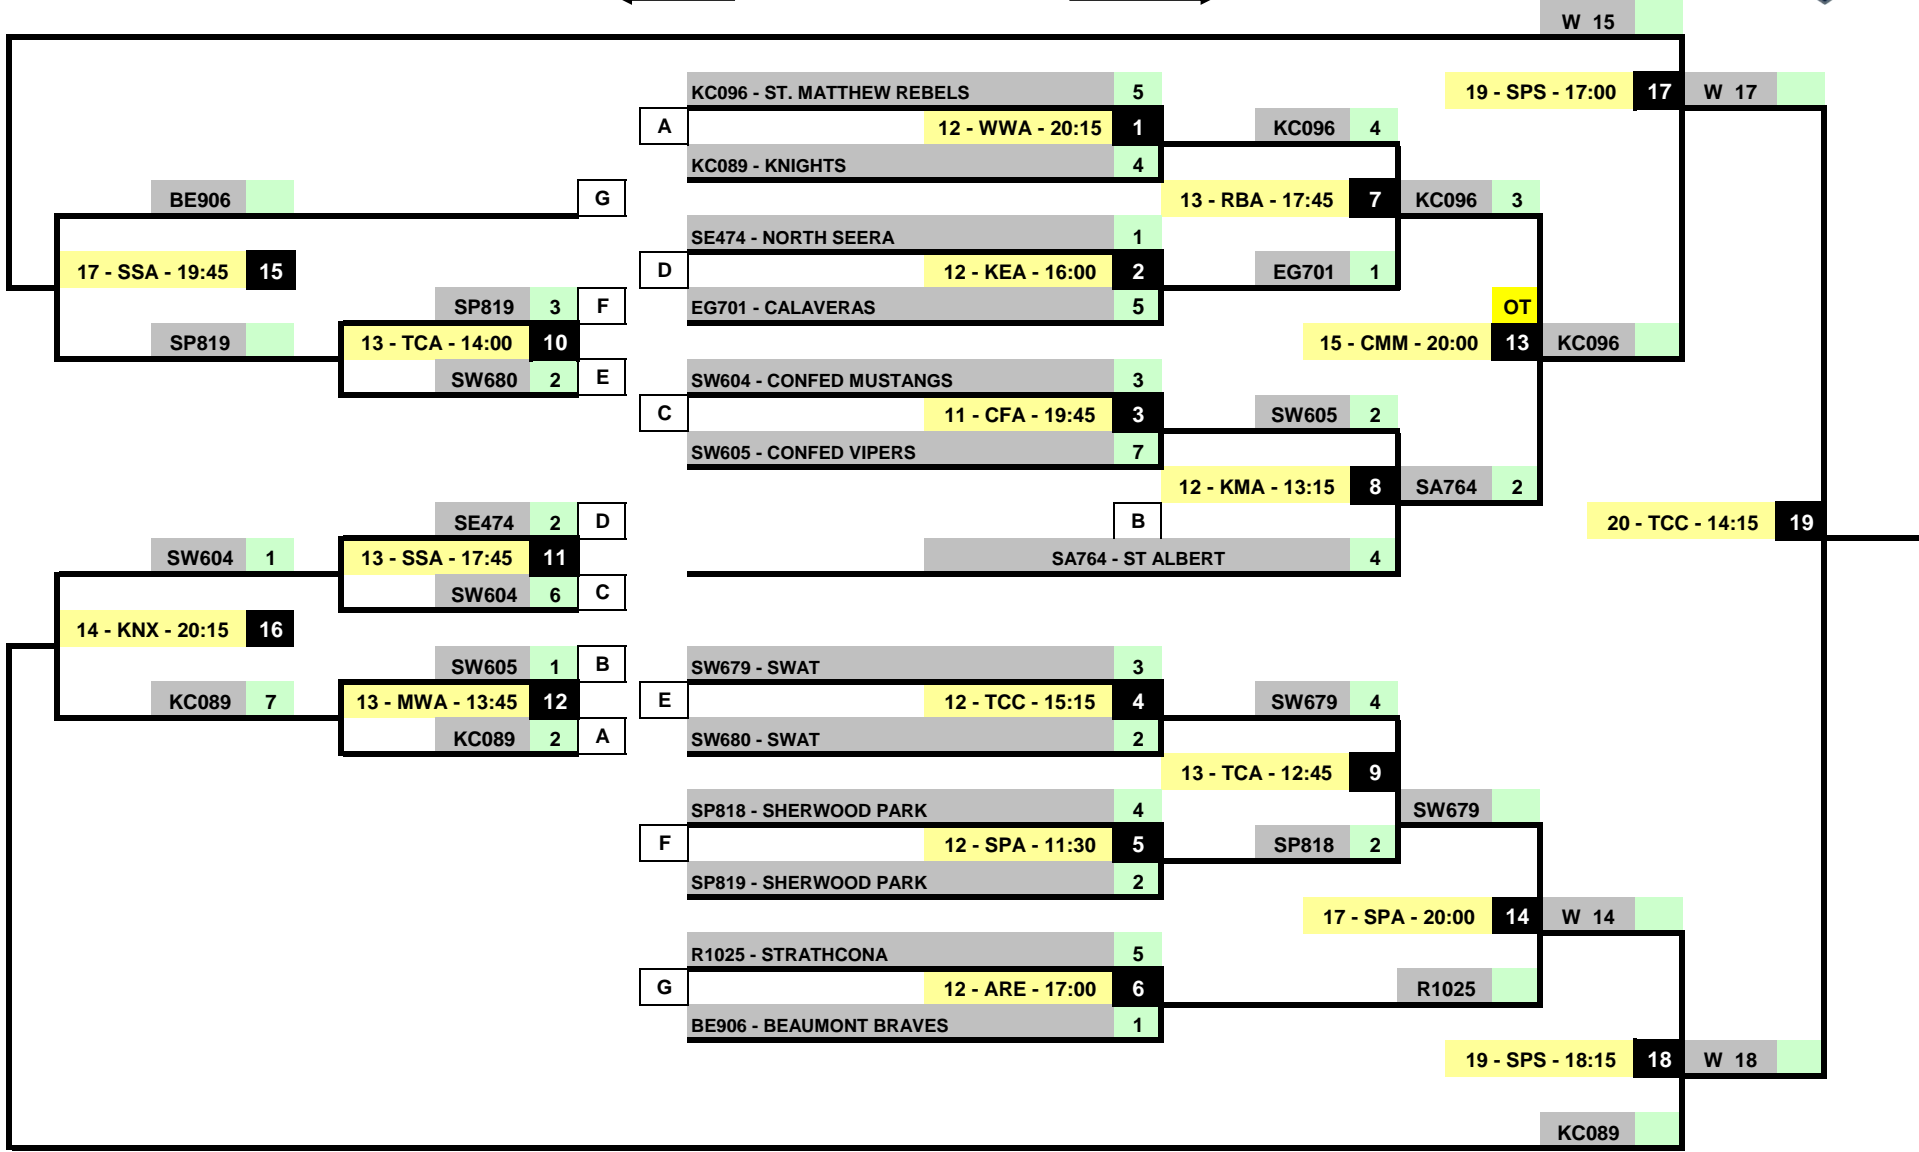 W 15
KC096 - ST. MATTHEW REBELS 5
19 - SPS - 17:00 17 W 17
A 12 - WWA - 20:15 1 KC096 4
KC089 - KNIGHTS 4
BE906 G 13 - RBA - 17:45 7 KC096 3
SE474 - NORTH SEERA 1
17 - SSA - 19:45 15 D 12 - KEA - 16:00 2 EG701 1
SP819 3 F EG701 - CALAVERAS 5 OT
SP819 13 - TCA - 14:00 10 15 - CMM - 20:00 13 KC096
SW680 2 E SW604 - CONFED MUSTANGS 3
C 11 - CFA - 19:45 3 SW605 2
SW605 - CONFED VIPERS 7
12 - KMA - 13:15 8 SA764 2
SE474 2 D B 20 - TCC - 14:15 19
SW604 1 13 - SSA - 17:45 11 SA764 - ST ALBERT 4
SW604 6 C
14 - KNX - 20:15 16
SW605 1 B SW679 - SWAT 3
KC089 7 13 - MWA - 13:45 12 E 12 - TCC - 15:15 4 SW679 4
KC089 2 A SW680 - SWAT 2
13 - TCA - 12:45 9
SP818 - SHERWOOD PARK 4 SW679
F 12 - SPA - 11:30 5 SP818 2
SP819 - SHERWOOD PARK 2
17 - SPA - 20:00 14 W 14
R1025 - STRATHCONA 5
G 12 - ARE - 17:00 6 R1025
BE906 - BEAUMONT BRAVES 1
19 - SPS - 18:15 18 W 18
KC089